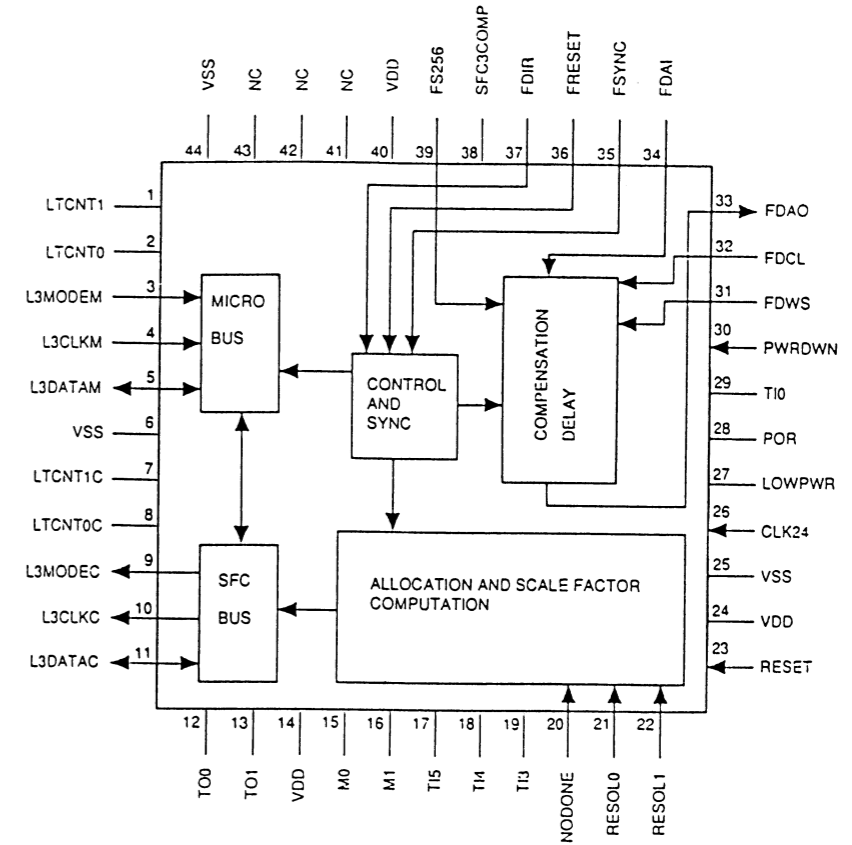 VSS
NC
NC
NC
VDD
FS256
SFC3COMP
FDIR
FRESET
FSYNC
FDAI
44
43
42
41
40
39
38
37
36
35
34
LTCNT1
1
LTCNT0
2
L3MODEM
3
L3CLKM
4
L3DATAM
5
VSS
6
LTCNT1C
7
LTCNT0C
8
L3MODEC
9
L3CLKC
10
L3DATAC
11
MICRO
BUS
CONTROL
AND
SYNC
COMPENSATION
DELAY
SFC
BUS
ALLOCATION AND SCALE FACTOR
COMPUTATION
33
FDAO
32
FDCL
31
FDWS
30
PWRDWN
29
TI0
28
POR
27
LOWPWR
26
CLK24
25
VSS
24
VDD
23
RESET
12
13
14
15
16
17
18
19
20
21
22
TO0
TO1
VDD
M0
M1
TI5
TI4
TI3
NODONE
RESOL0
RESOL1